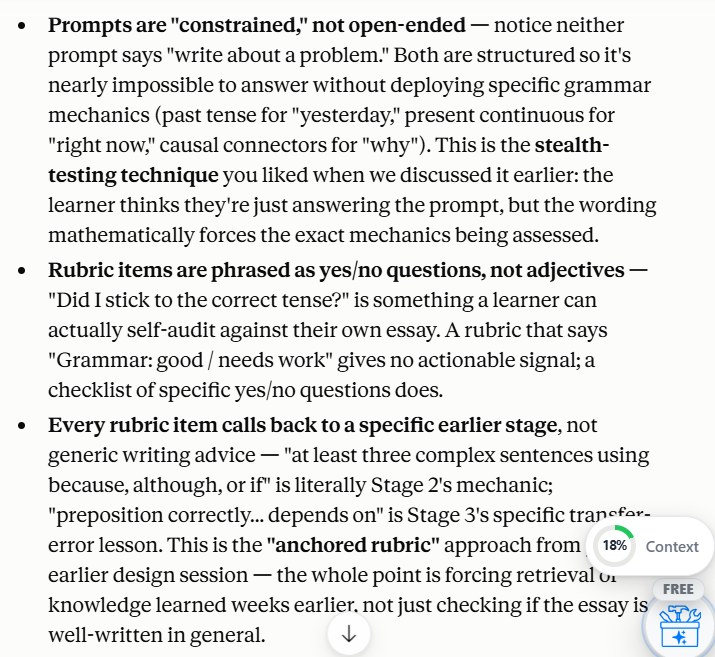 Prompts are "constrained," not open-ended — notice neither
prompt says "write about a problem." Both are structured so it's
nearly impossible to answer without deploying specific grammar
mechanics (past tense for "yesterday," present continuous for
"right now," causal connectors for "why"). This is the stealth-
testing technique you liked when we discussed it earlier: the
learner thinks they're just answering the prompt, but the wording
mathematically forces the exact mechanics being assessed.
Rubric items are phrased as yes/no questions, not adjectives —
"Did I stick to the correct tense?" is something a learner can
actually self-audit against their own essay. A rubric that says
"Grammar: good / needs work" gives no actionable signal; a
checklist of specific yes/no questions does.
Every rubric item calls back to a specific earlier stage, not
generic writing advice — "at least three complex sentences using
because, although, or if" is literally Stage 2's mechanic;
"preposition correctly... depends on" is Stage 3's specific transfer-
error lesson. This is the "anchored rubric" approach from
earlier design session — the whole point is forcing retrieval of
knowledge learned weeks earlier, not just checking if the essay is
well-written in general.
18% Context
FREE